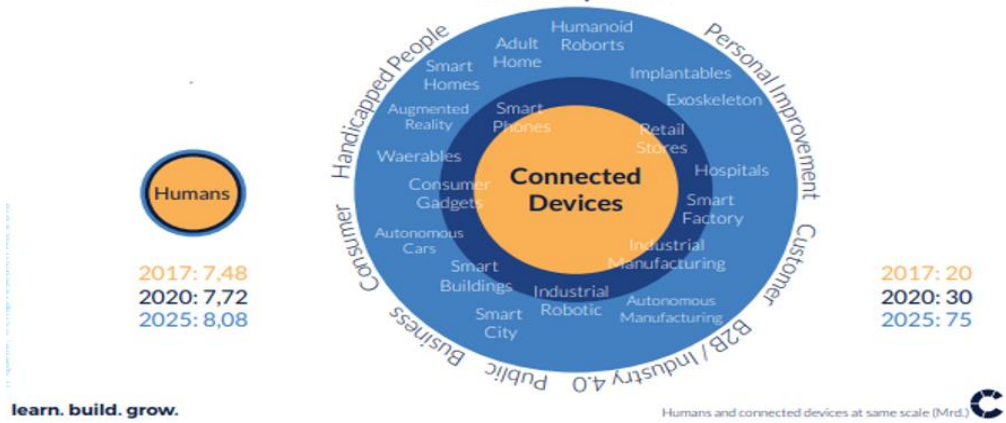 Humanoid
Roborts
Adult
Home
Smart
Homes
Implantables
Exoskeleton
Augmented
Reality
Smart
Phones
Retail
Stores
Waerables
Hospitals
Consumer
Gadgets
Connected
Devices
Smart
Factory
Autonomous
Cars
Industrial
Manufacturing
Smart
Buildings
Industrial
Robotic
Autonomous
Manufacturing
Smart
City
Handicapped People
Personal Improvement
Consumer
Customer
Business
Public
B2B / Industry 4.0
Humans
2017: 7,48
2020: 7,72
2025: 8,08
2017: 20
2020: 30
2025: 75
learn. build. grow.
Humans and connected devices at same scale (Mrd.)